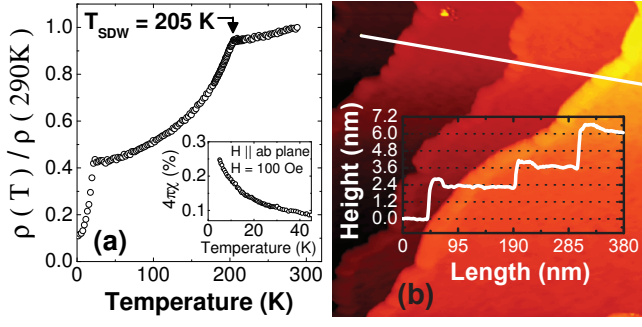 T_SDW = 205 K
1.0
0.8
0.6
0.4
0.2
0.0
ρ ( T ) / ρ ( 290K )
0 100 200 300
Temperature (K)
(a)
H || ab plane
H = 100 Oe
0.3
0.2
0.1
4πχ (%)
0 20 40
Temperature (K)
7.2
6.0
4.8
3.6
2.4
1.2
0.0
Height (nm)
0 95 190 285 380
Length (nm)
(b)